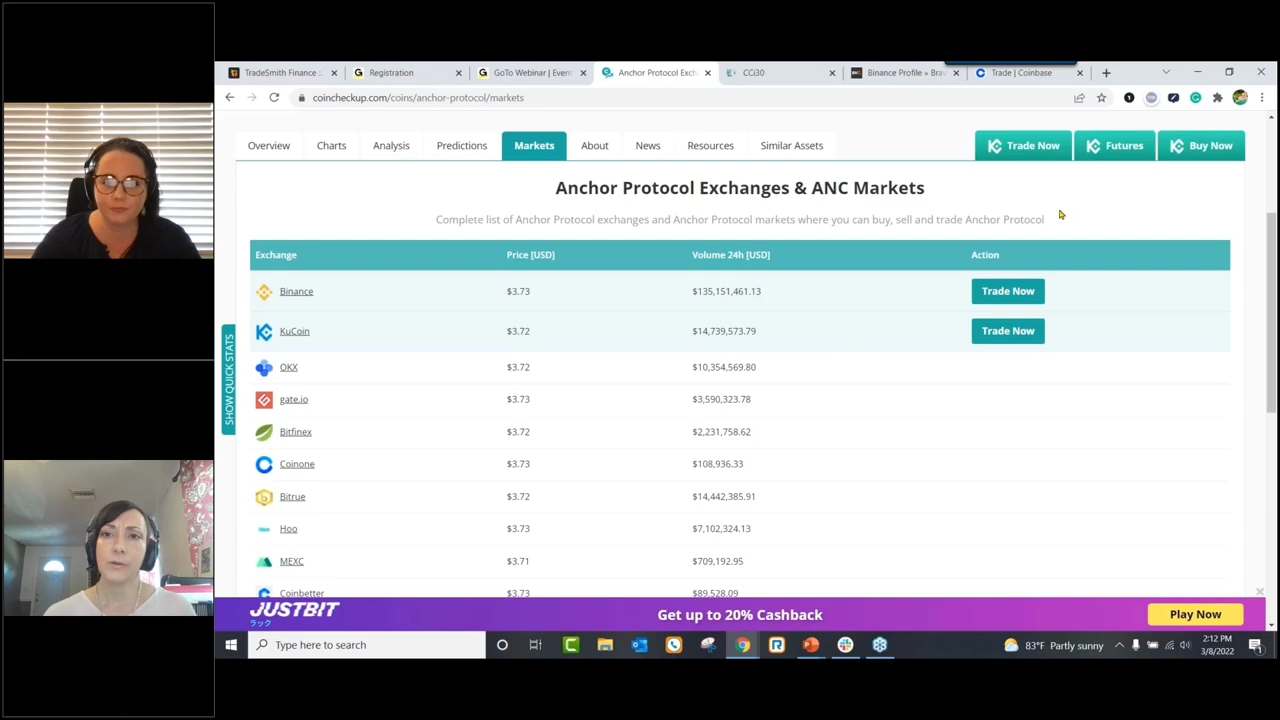 TradeSmith Finance ::
Registration
GoTo Webinar | Event
Anchor Protocol Exch
CCi30
Binance Profile » Brav
Trade | Coinbase
coincheckup.com/coins/anchor-protocol/markets
Overview
Charts
Analysis
Predictions
Markets
About
News
Resources
Similar Assets
Trade Now
Futures
Buy Now
Anchor Protocol Exchanges & ANC Markets
Complete list of Anchor Protocol exchanges and Anchor Protocol markets where you can buy, sell and trade Anchor Protocol
Exchange Price [USD] Volume 24h [USD] Action
Binance $3.73 $135,151,461.13 Trade Now
KuCoin $3.72 $14,739,573.79 Trade Now
OKX $3.72 $10,354,569.80
gate.io $3.73 $3,590,323.78
Bitfinex $3.72 $2,231,758.62
Coinone $3.73 $108,936.33
Bitrue $3.72 $14,442,385.91
Hoo $3.73 $7,102,324.13
MEXC $3.71 $709,192.95
Coinbetter $3.73 $89,528.09
SHOW QUICK STATS
JUSTBIT
ラック
Get up to 20% Cashback
Play Now
Type here to search
83°F Partly sunny
2:12 PM
3/8/2022